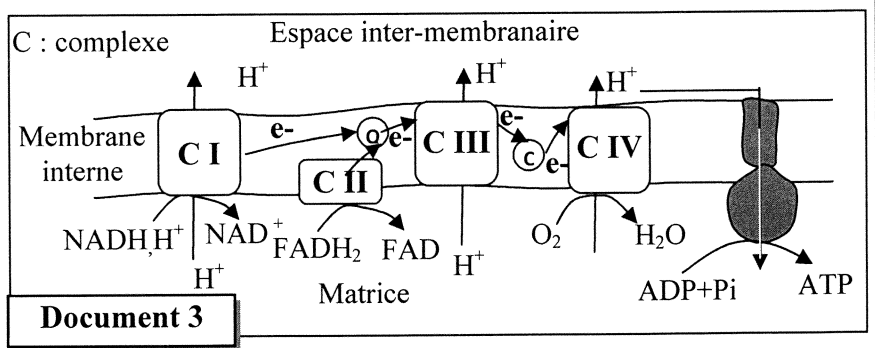 C : complexe
Espace inter-membranaire
H⁺ H⁺ H⁺
Membrane interne
C I
e-
Q
e-
C II
C III
e-
C
e-
C IV
NADH,H⁺ NAD⁺
H⁺
FADH₂ FAD
H⁺
O₂ H₂O
ADP+Pi ATP
Matrice
Document 3